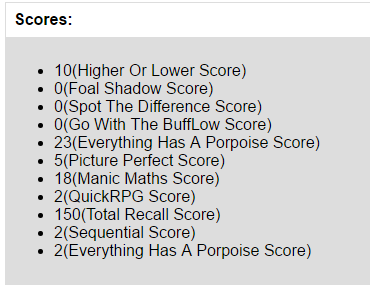 Scores:
10(Higher Or Lower Score)
0(Foal Shadow Score)
0(Spot The Difference Score)
0(Go With The BuffLow Score)
23(Everything Has A Porpoise Score)
5(Picture Perfect Score)
18(Manic Maths Score)
2(QuickRPG Score)
150(Total Recall Score)
2(Sequential Score)
2(Everything Has A Porpoise Score)